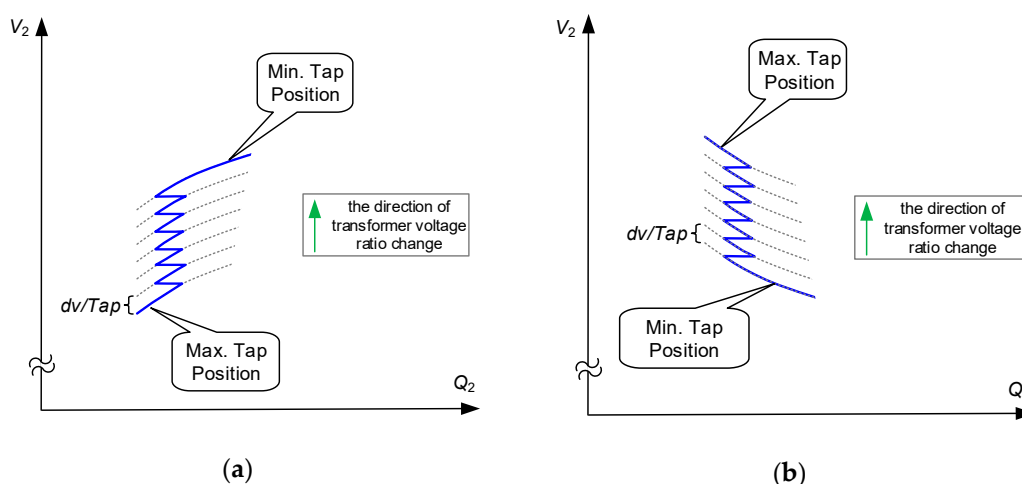 V2
Min. Tap
Position
the direction of
transformer voltage
ratio change
dv/Tap
Max. Tap
Position
Q2
(a)
V2
Max. Tap
Position
the direction of
transformer voltage
ratio change
dv/Tap
Min. Tap
Position
Q
(b)